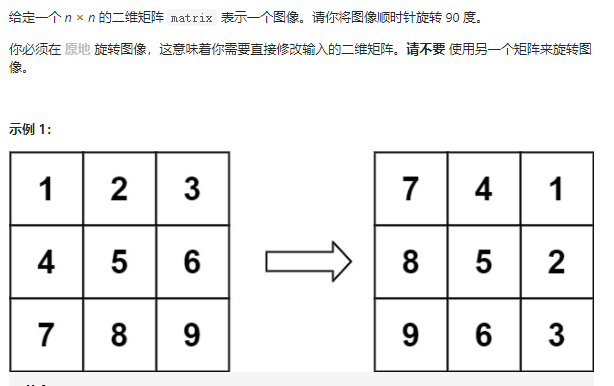 给定一个 n × n 的二维矩阵 matrix 表示一个图像。请你将图像顺时针旋转 90 度。
你必须在 原地 旋转图像，这意味着你需要直接修改输入的二维矩阵。请不要 使用另一个矩阵来旋转图
像。
示例 1：
1 2 3 7 4 1
4 5 6 8 5 2
7 8 9 9 6 3